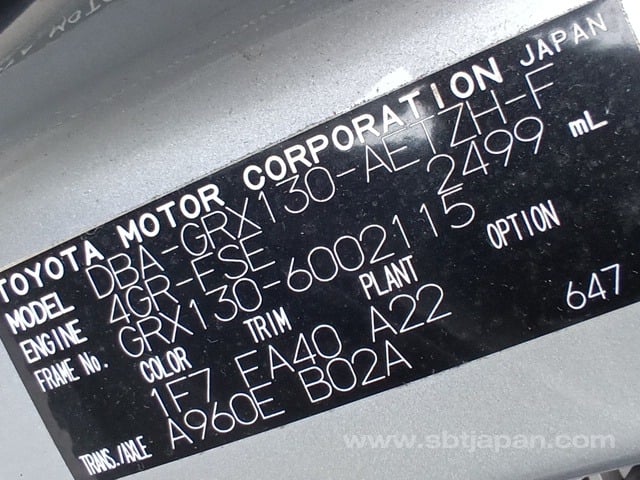 TOYOTA MOTOR CORPORATION JAPAN
MODEL DBA-GRX130-AETZH-F
ENGINE 4GR-FSE 2499 mL
FRAME No. GRX130-6002115
COLOR TRIM PLANT OPTION
1F7 FA40 A22 647
TRANS./AXLE A960E B02A
www.sbtjapan.com